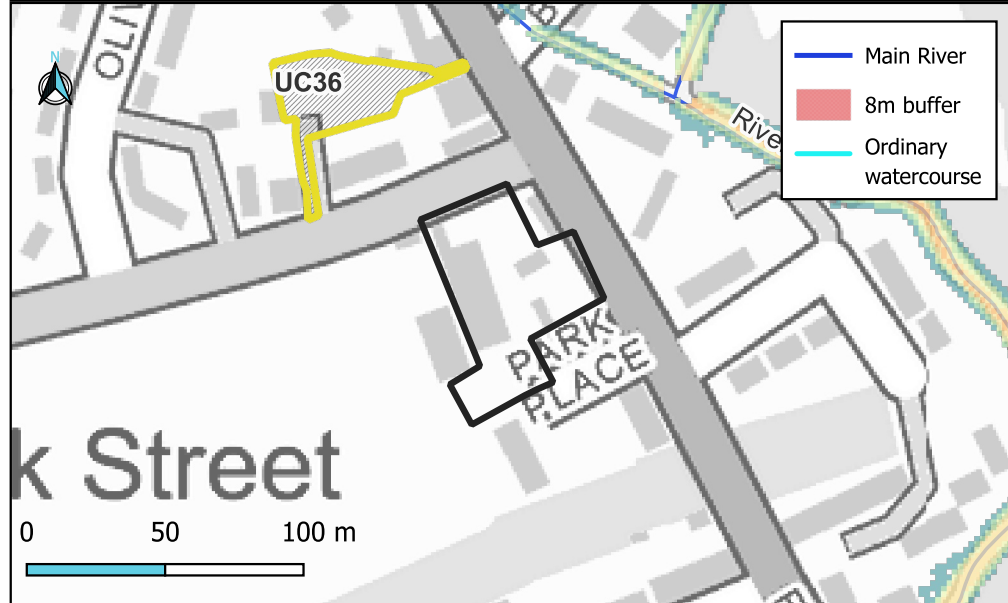 N
UC36
Main River
8m buffer
Ordinary
watercourse
PARK
PLACE
k Street
0 50 100 m